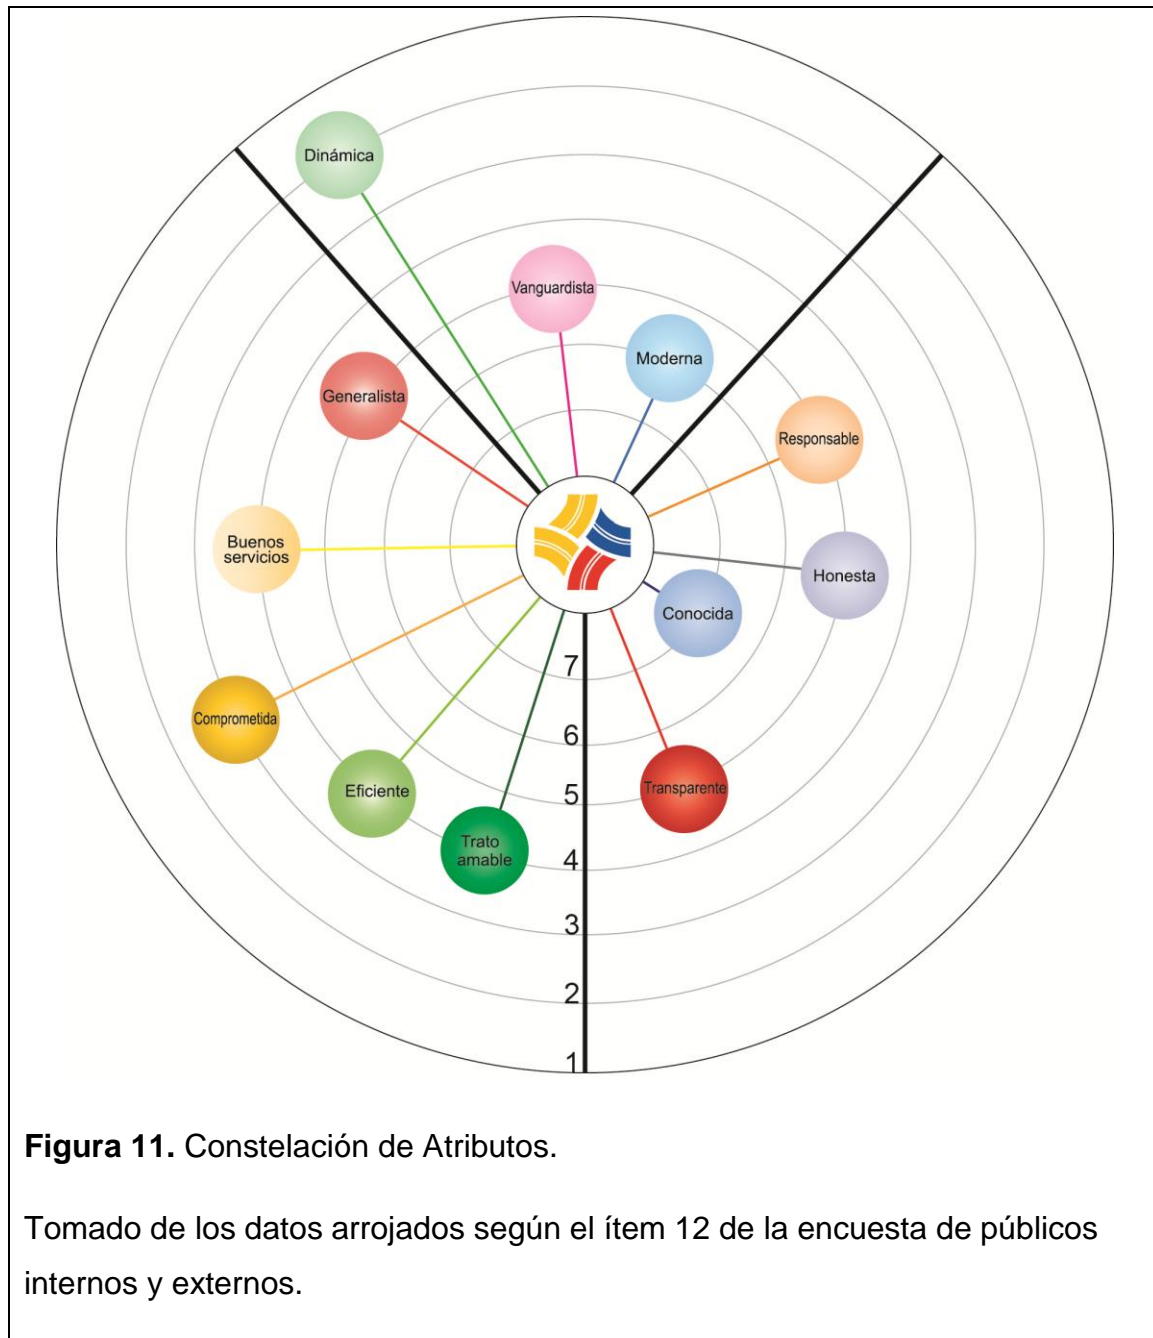 Dinámica
Vanguardista
Moderna
Generalista
Responsable
Buenos
servicios
Honesta
Conocida
Comprometida
Eficiente
Transparente
Trato
amable
7
6
5
4
3
2
1
Figura 11. Constelación de Atributos.
Tomado de los datos arrojados según el ítem 12 de la encuesta de públicos
internos y externos.